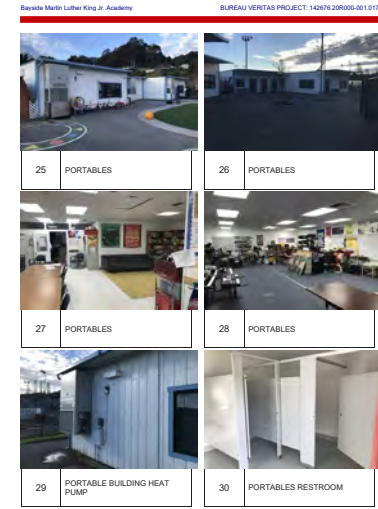 Bayside Martin Luther King Jr. Academy BUREAU VERITAS PROJECT: 142676.20R000-001.017
25 PORTABLES
26 PORTABLES
27 PORTABLES
28 PORTABLES
29 PORTABLE BUILDING HEAT
PUMP
30 PORTABLES RESTROOM